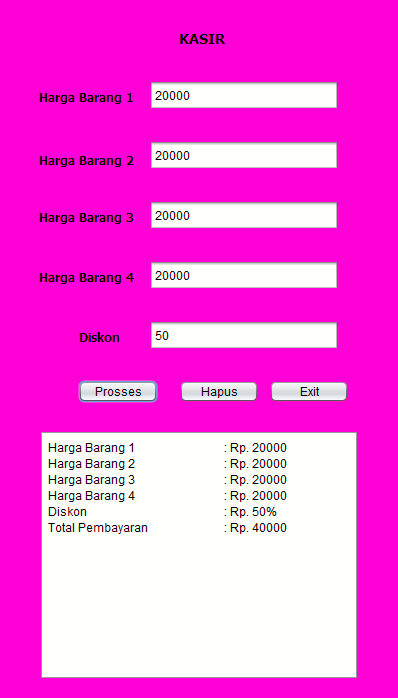 KASIR
Harga Barang 1 20000
Harga Barang 2 20000
Harga Barang 3 20000
Harga Barang 4 20000
Diskon 50
Prosses Hapus Exit
Harga Barang 1 : Rp. 20000
Harga Barang 2 : Rp. 20000
Harga Barang 3 : Rp. 20000
Harga Barang 4 : Rp. 20000
Diskon : Rp. 50%
Total Pembayaran : Rp. 40000